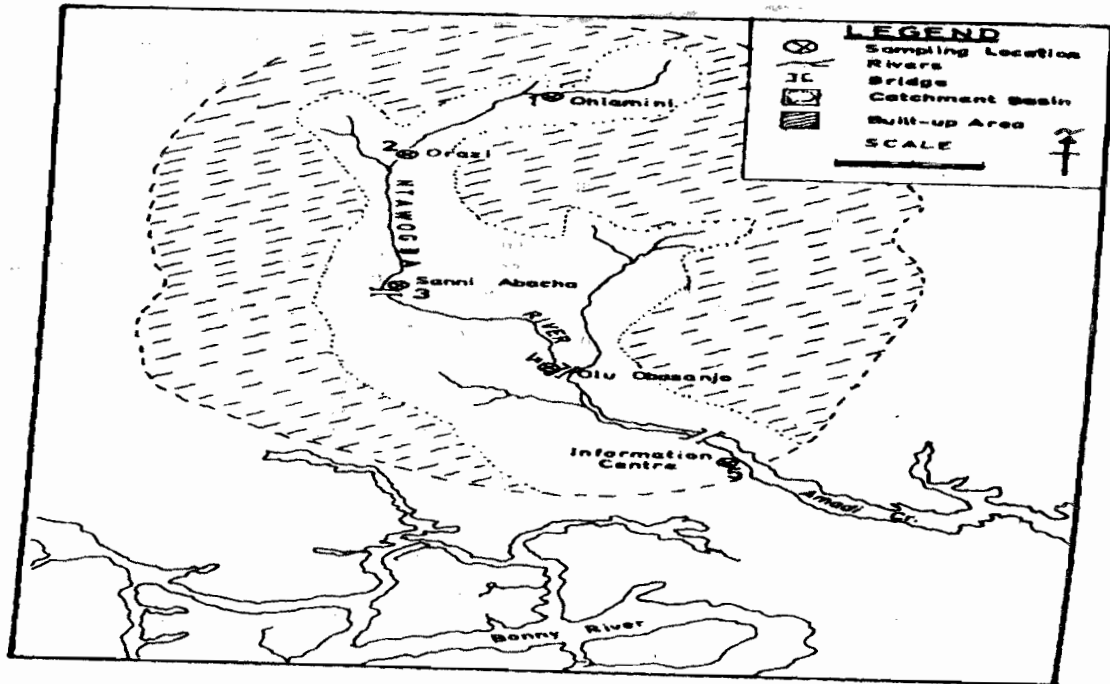 LEGEND
Sampling Location
Rivers
Bridge
Catchment Basin
Built-up Area
SCALE
N
1 Ohiamini
2 Orazi
NTAWOGBA
Sanni Abacha
3
RIVER
Olu Obasanjo
Information
Centre
5
Amadi Cr.
Bonny River